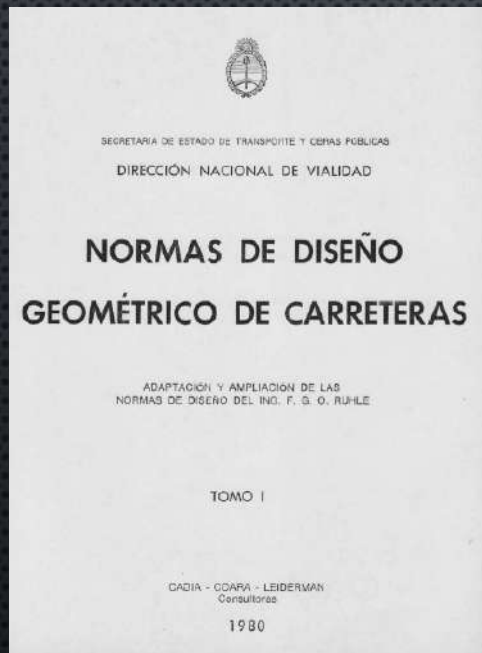 SECRETARIA DE ESTADO DE TRANSPORTE Y OBRAS PÚBLICAS
DIRECCIÓN NACIONAL DE VIALIDAD
NORMAS DE DISEÑO
GEOMÉTRICO DE CARRETERAS
ADAPTACIÓN Y AMPLIACIÓN DE LAS
NORMAS DE DISEÑO DEL ING. F. G. O. RUHLE
TOMO I
CADIA - COARA - LEIDERMAN
Consultores
1980